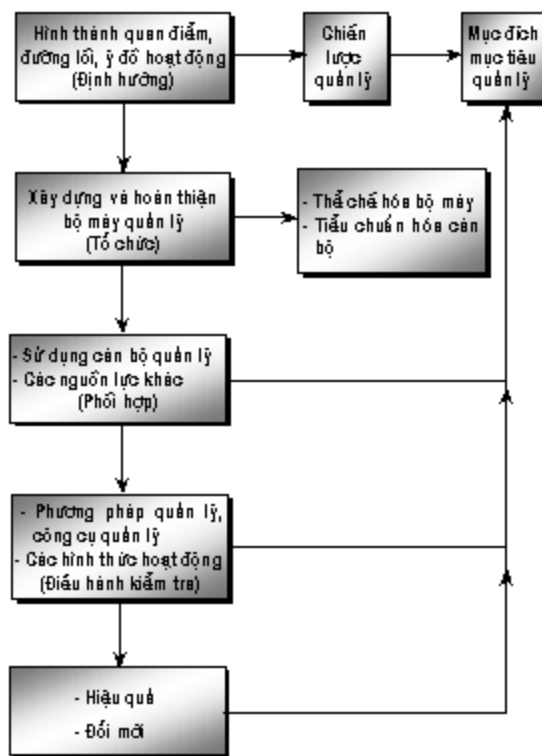 Hình thành quan điểm,
đường lối, ý đồ hoạt động
(Định hướng)
Chiến
lược
quản lý
Mục đích
mục tiêu
quản lý
Xây dựng và hoàn thiện
bộ máy quản lý
(Tổ chức)
- Thể chế hóa bộ máy
- Tiểu chuẩn hóa cán
bộ
- Sử dụng cán bộ quản lý
- Các nguồn lực khác
(Phối hợp)
- Phương pháp quản lý,
công cụ quản lý
- Các hình thức hoạt động
(Điều hành kiểm tra)
- Hiệu quả
- Đổi mới